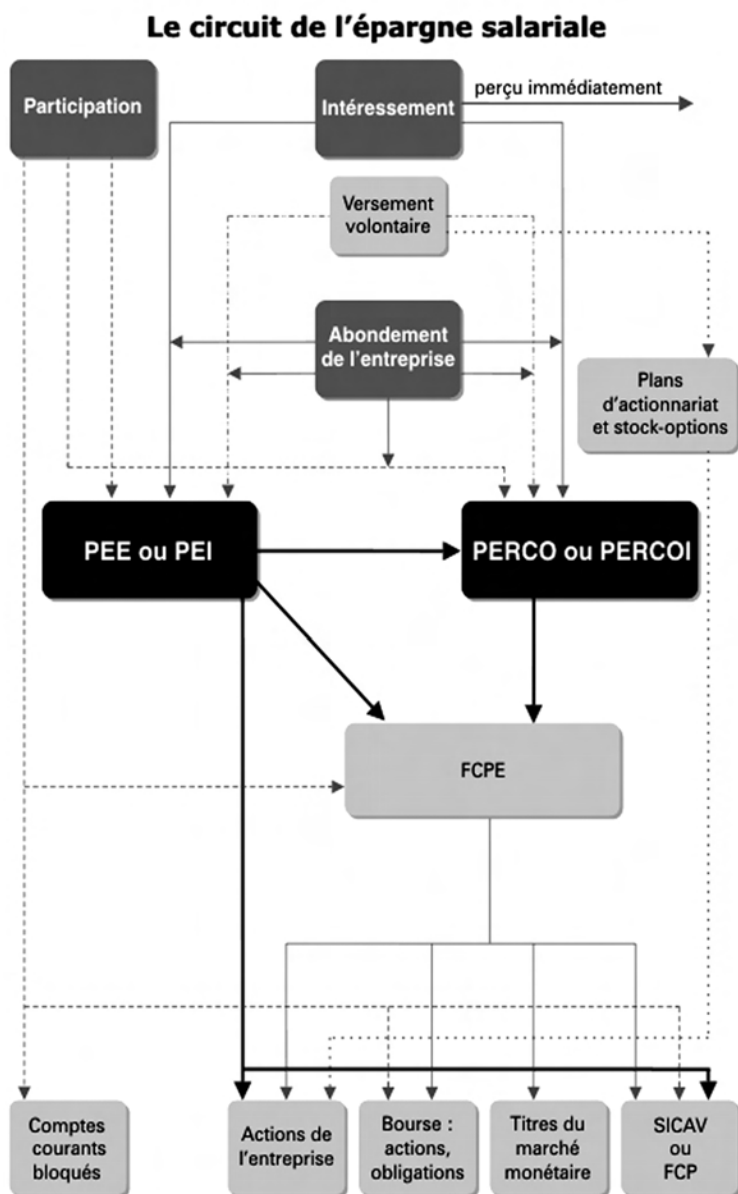 Le circuit de l'épargne salariale
Participation
Intéressement
perçu immédiatement
Versement
volontaire
Abondement
de l'entreprise
Plans
d'actionnariat
et stock-options
PEE ou PEI
PERCO ou PERCOI
FCPE
Comptes
courants
bloqués
Actions de
l'entreprise
Bourse :
actions,
obligations
Titres du
marché
monétaire
SICAV
ou
FCP